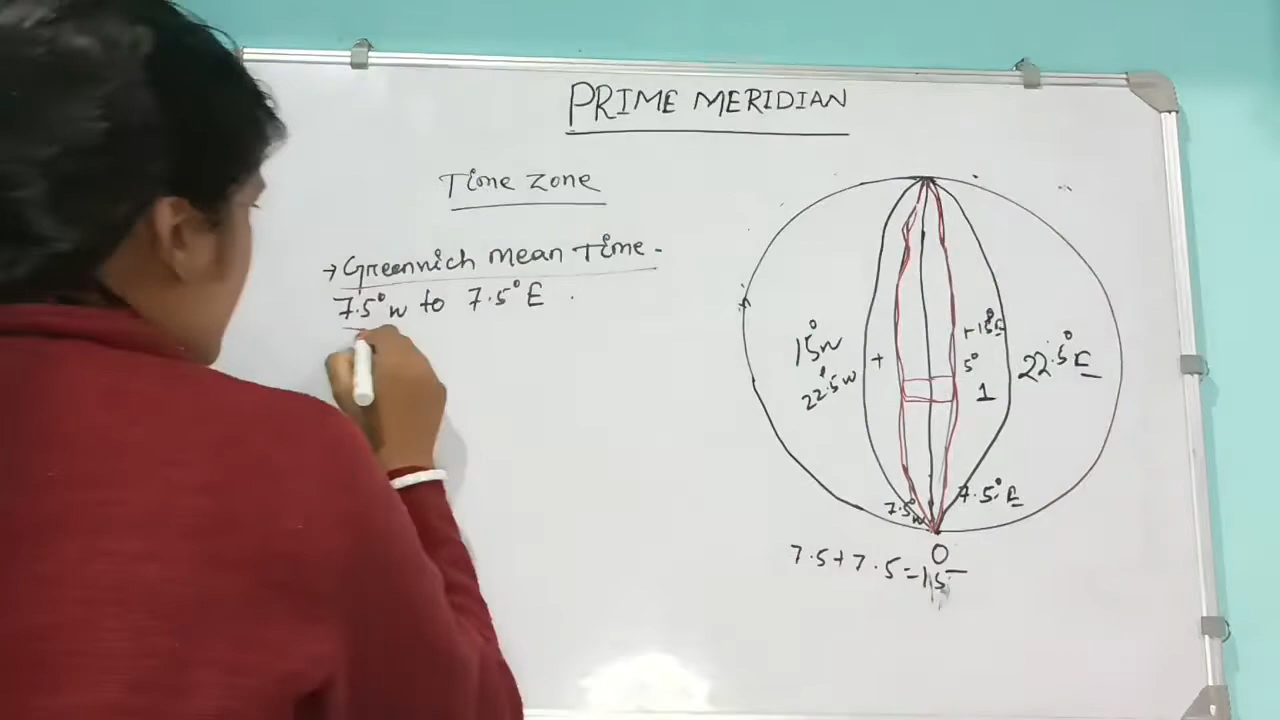 PRIME MERIDIAN
Time Zone
→ Greenwich mean Time -
7.5° W to 7.5° E .
15° W
22.5° W
+
+15° E
5°
1
22.5° E
7.5° W
7.5° E
0
7.5 + 7.5 = 15